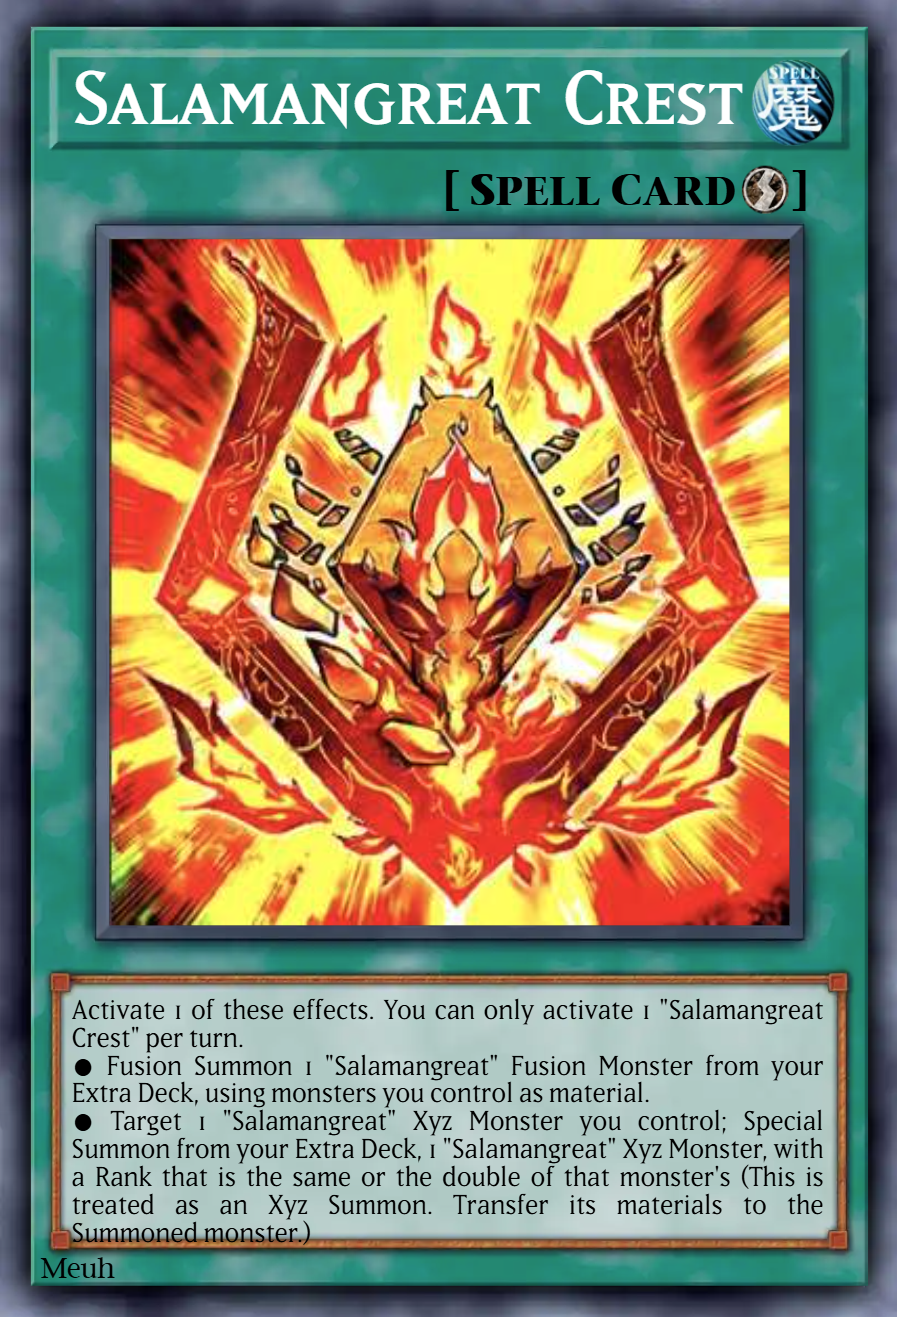 Salamangreat Crest
SPELL
魔
[ Spell Card ]
Activate 1 of these effects. You can only activate 1 "Salamangreat
Crest" per turn.
● Fusion Summon 1 "Salamangreat" Fusion Monster from your
Extra Deck, using monsters you control as material.
● Target 1 "Salamangreat" Xyz Monster you control; Special
Summon from your Extra Deck, 1 "Salamangreat" Xyz Monster, with
a Rank that is the same or the double of that monster's (This is
treated as an Xyz Summon. Transfer its materials to the
Summoned monster.)
Meuh